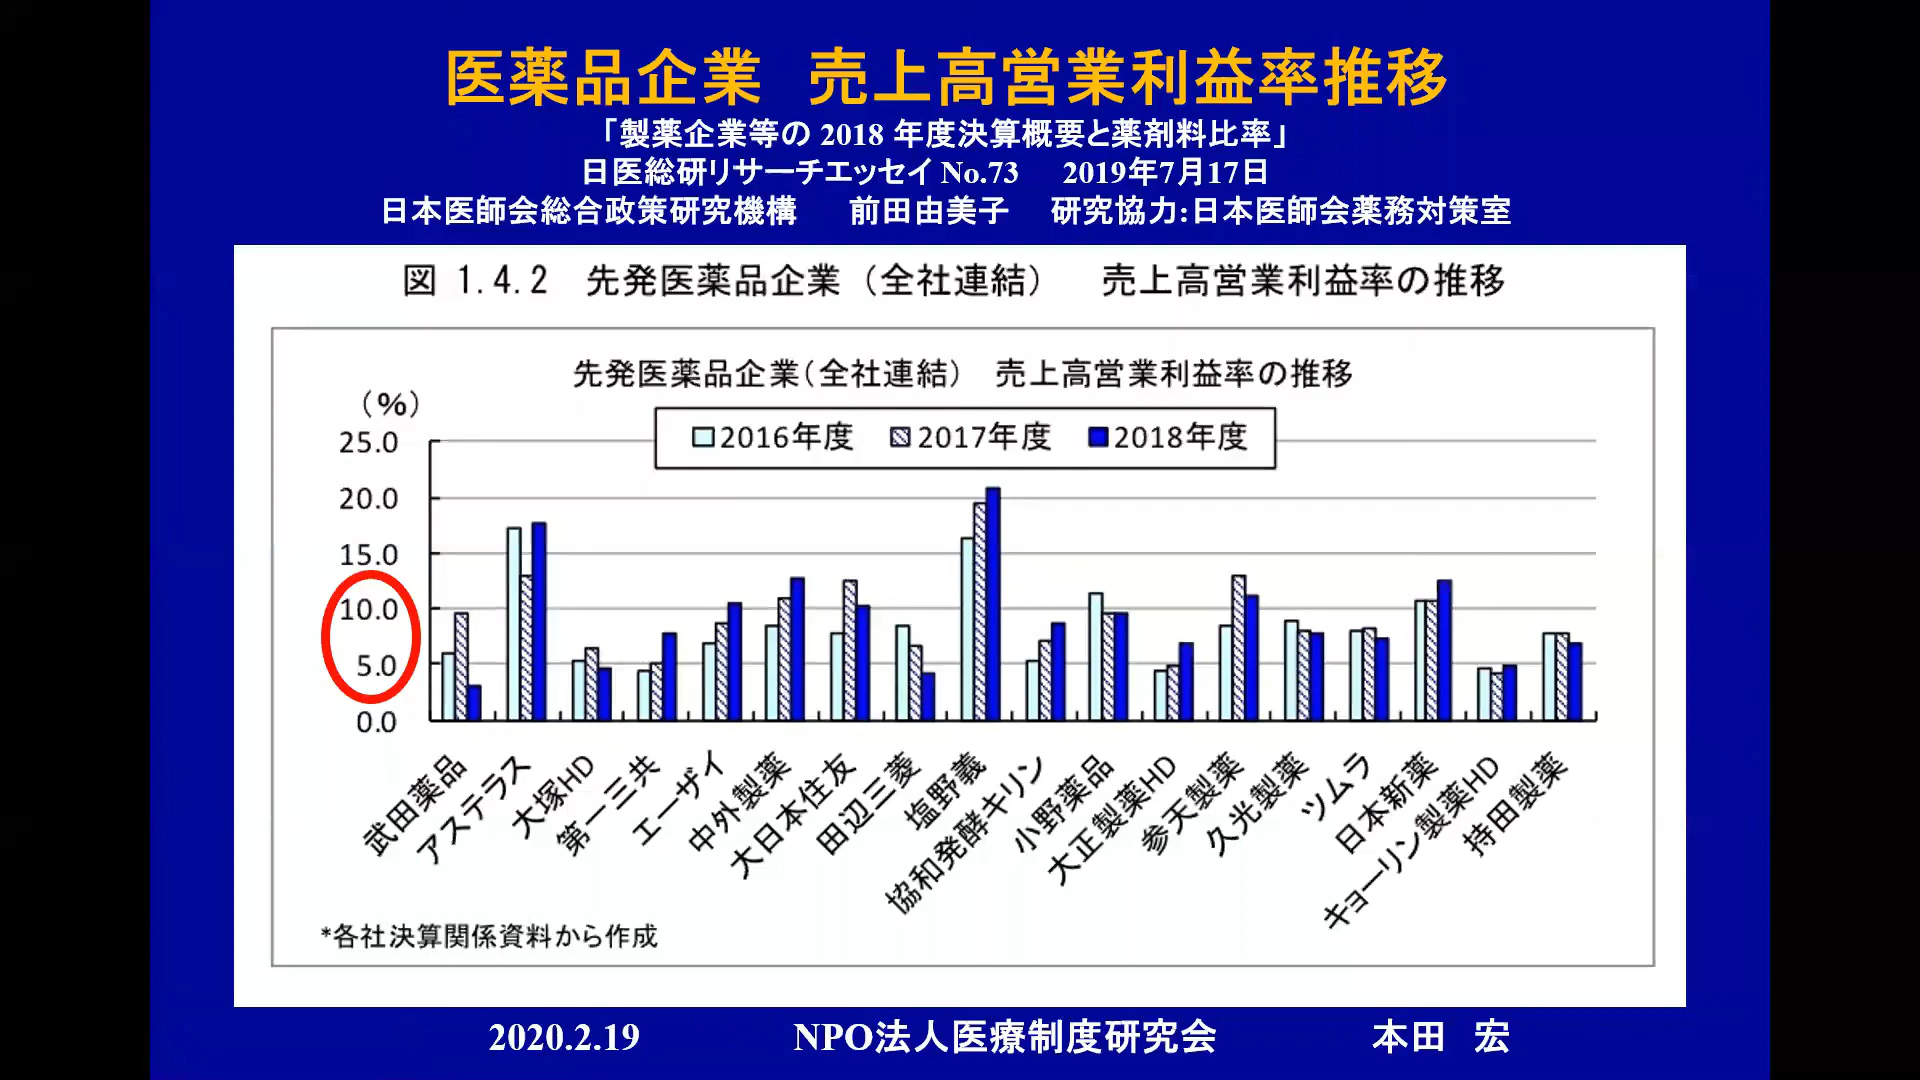 医薬品企業　売上高営業利益率推移
「製薬企業等の 2018 年度決算概要と薬剤料比率」
日医総研リサーチエッセイ No.73　2019年7月17日
日本医師会総合政策研究機構　前田由美子　研究協力:日本医師会薬務対策室
図 1.4.2　先発医薬品企業（全社連結）　売上高営業利益率の推移
先発医薬品企業（全社連結）　売上高営業利益率の推移
（%）
2016年度　2017年度　2018年度
25.0
20.0
15.0
10.0
5.0
0.0
武田薬品
アステラス
大塚HD
第一三共
エーザイ
中外製薬
大日本住友
田辺三菱
塩野義
協和発酵キリン
小野薬品
大正製薬HD
参天製薬
久光製薬
ツムラ
日本新薬
キョーリン製薬HD
持田製薬
*各社決算関係資料から作成
2020.2.19　NPO法人医療制度研究会　本田　宏